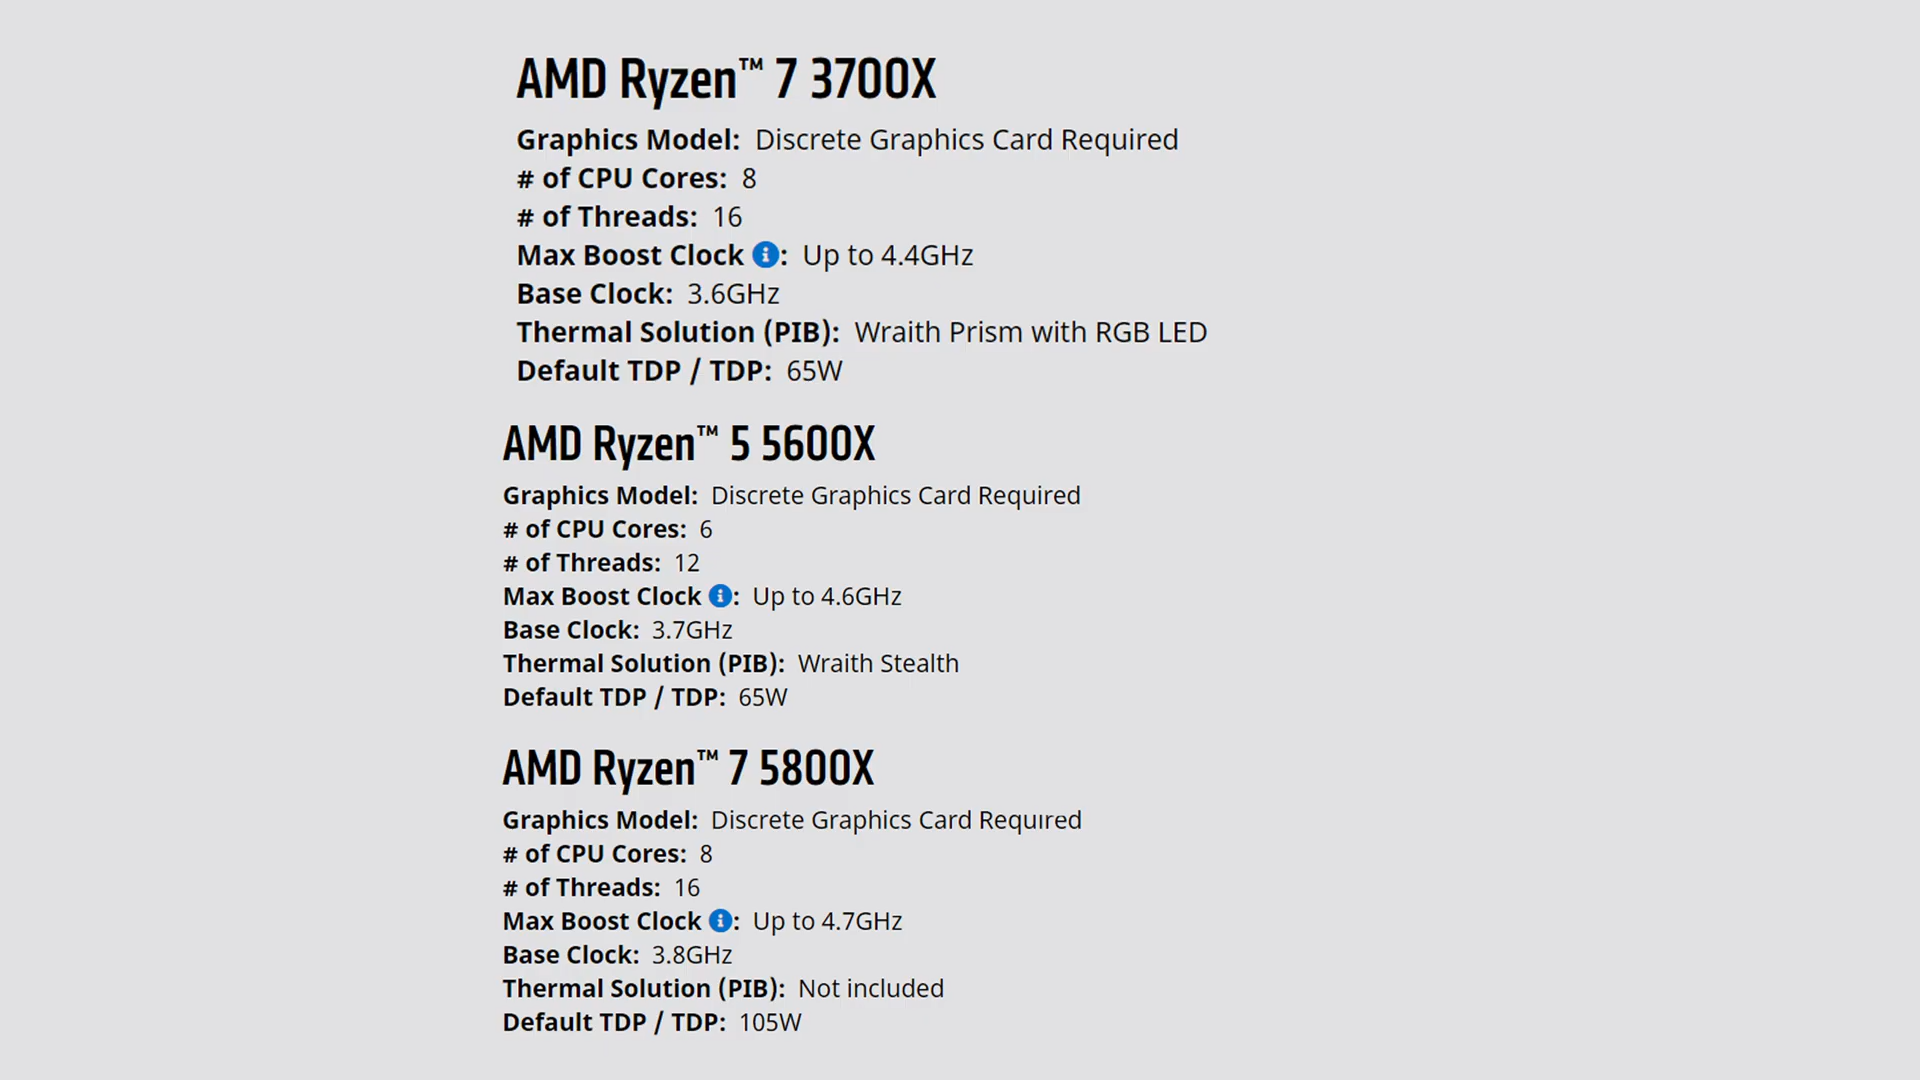 AMD Ryzen™ 7 3700X
Graphics Model: Discrete Graphics Card Required
# of CPU Cores: 8
# of Threads: 16
Max Boost Clock i: Up to 4.4GHz
Base Clock: 3.6GHz
Thermal Solution (PIB): Wraith Prism with RGB LED
Default TDP / TDP: 65W
AMD Ryzen™ 5 5600X
Graphics Model: Discrete Graphics Card Required
# of CPU Cores: 6
# of Threads: 12
Max Boost Clock i: Up to 4.6GHz
Base Clock: 3.7GHz
Thermal Solution (PIB): Wraith Stealth
Default TDP / TDP: 65W
AMD Ryzen™ 7 5800X
Graphics Model: Discrete Graphics Card Required
# of CPU Cores: 8
# of Threads: 16
Max Boost Clock i: Up to 4.7GHz
Base Clock: 3.8GHz
Thermal Solution (PIB): Not included
Default TDP / TDP: 105W